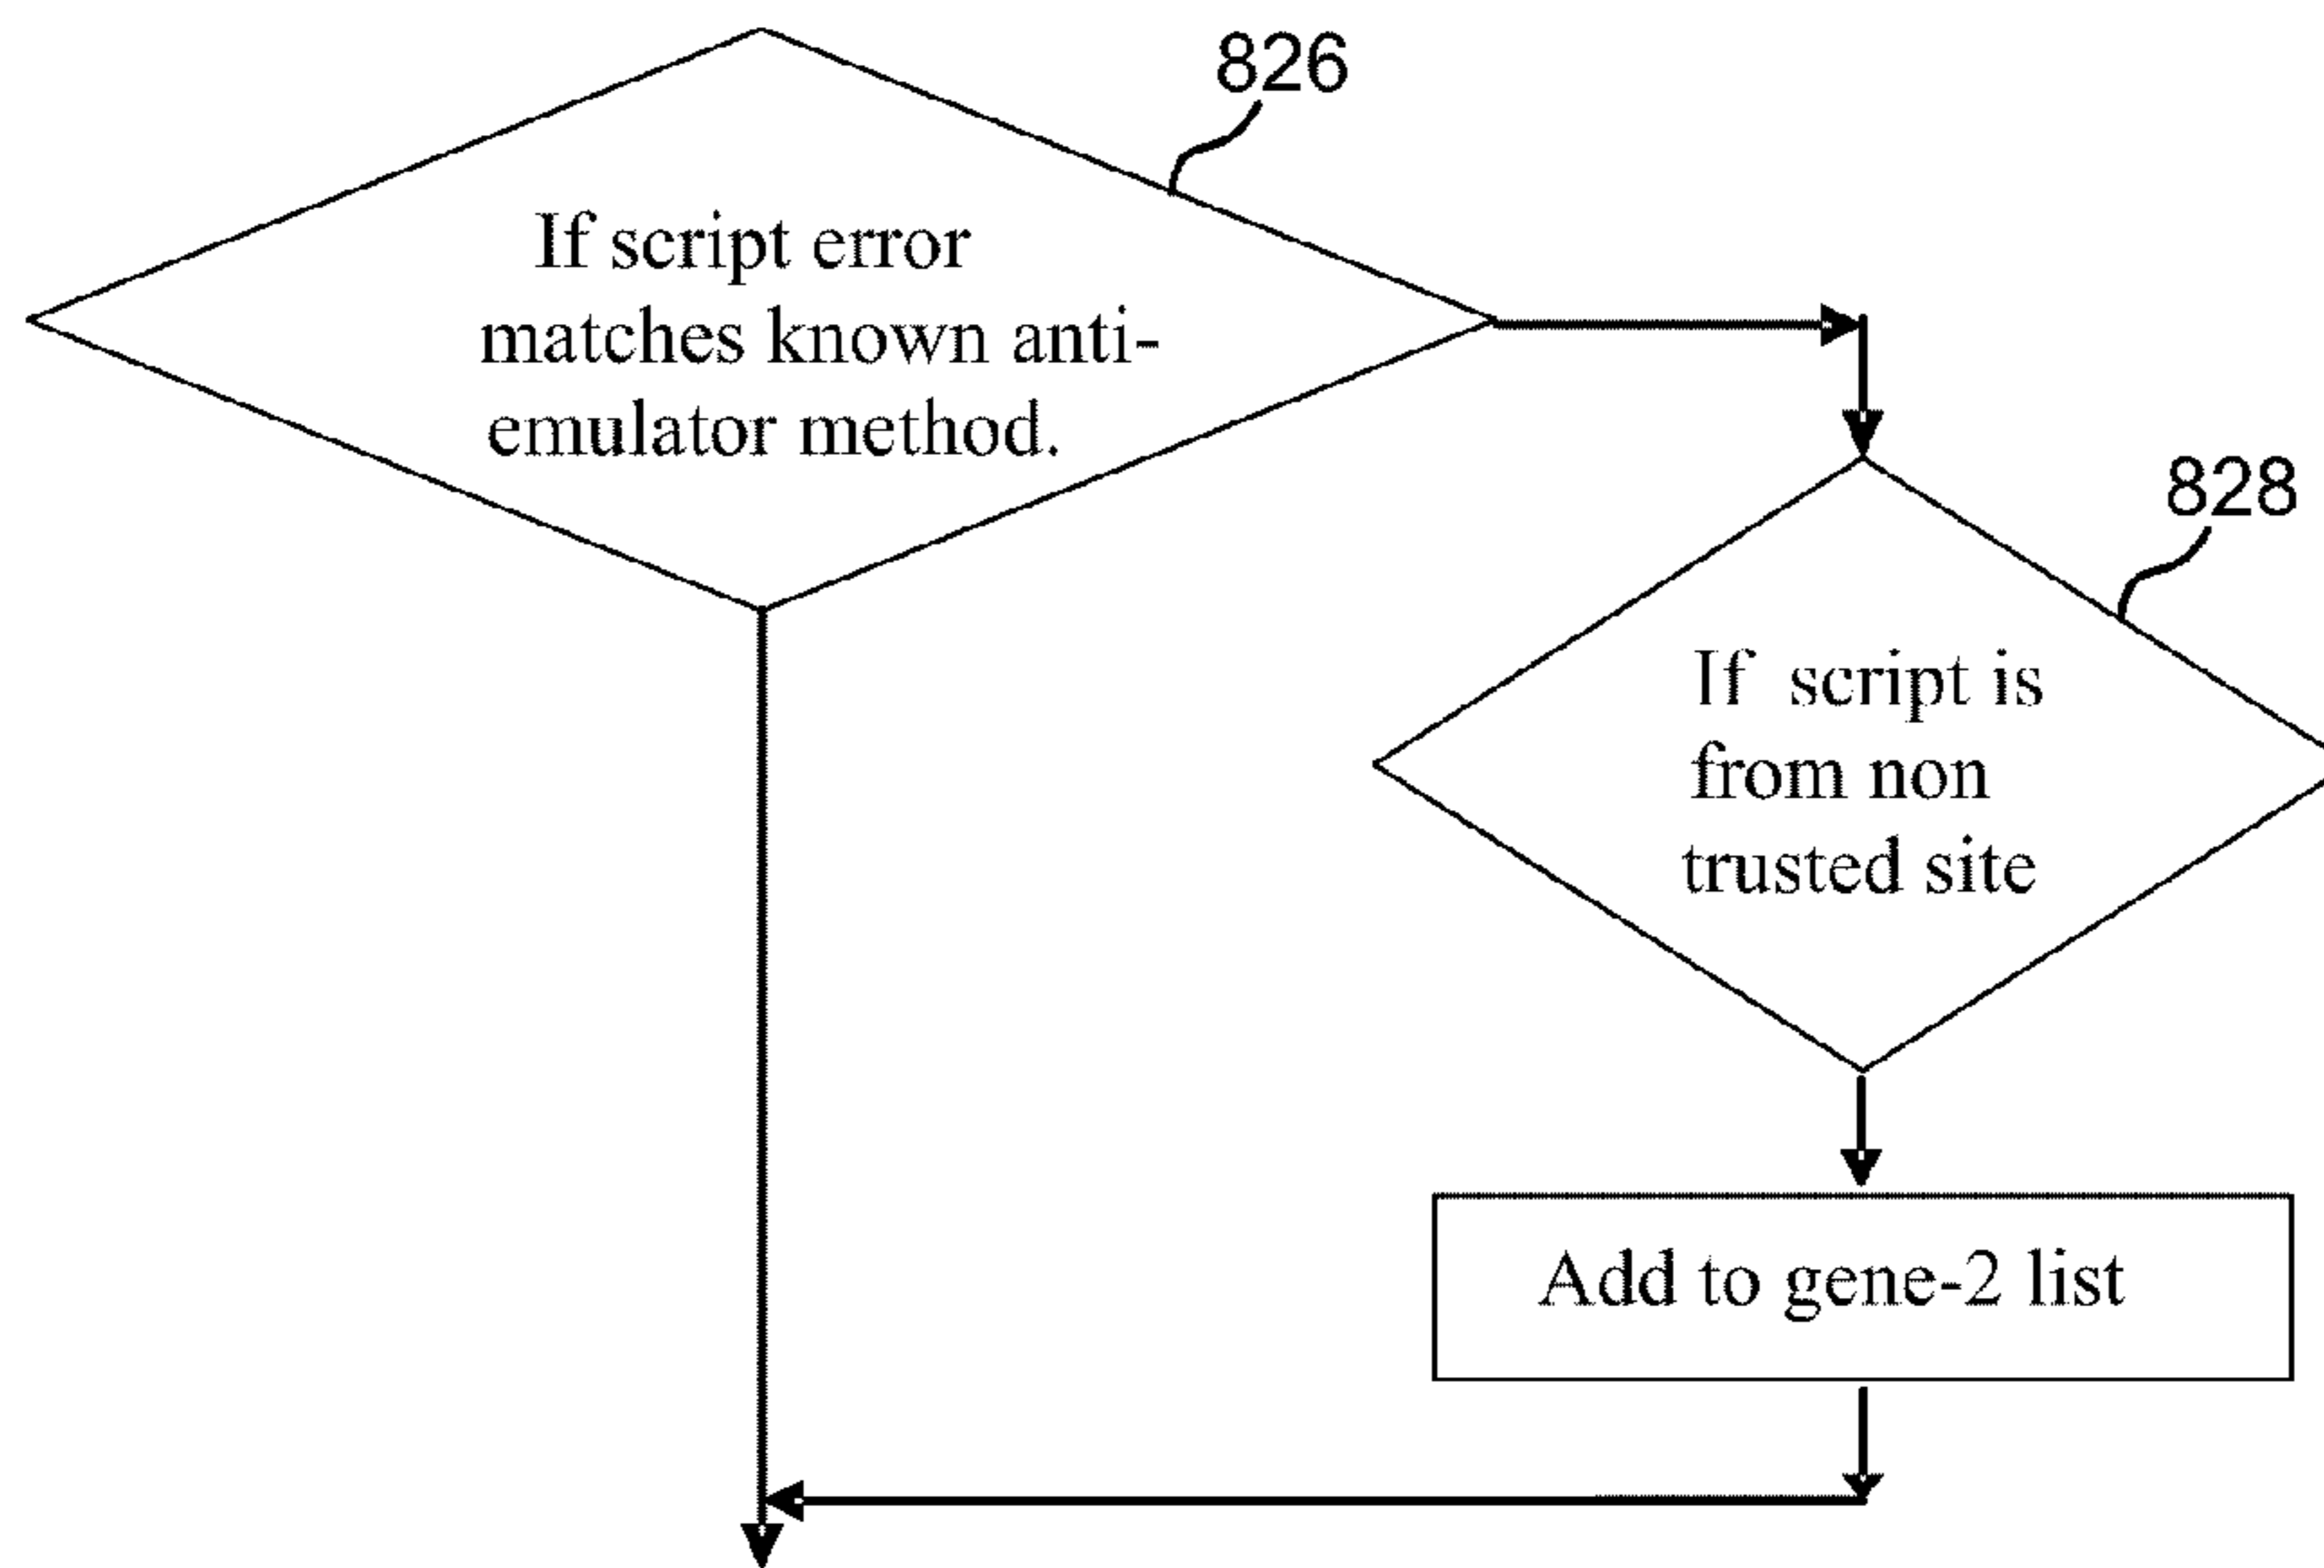 826
If script error
matches known anti-
emulator method.
828
If script is
from non
trusted site
Add to gene-2 list